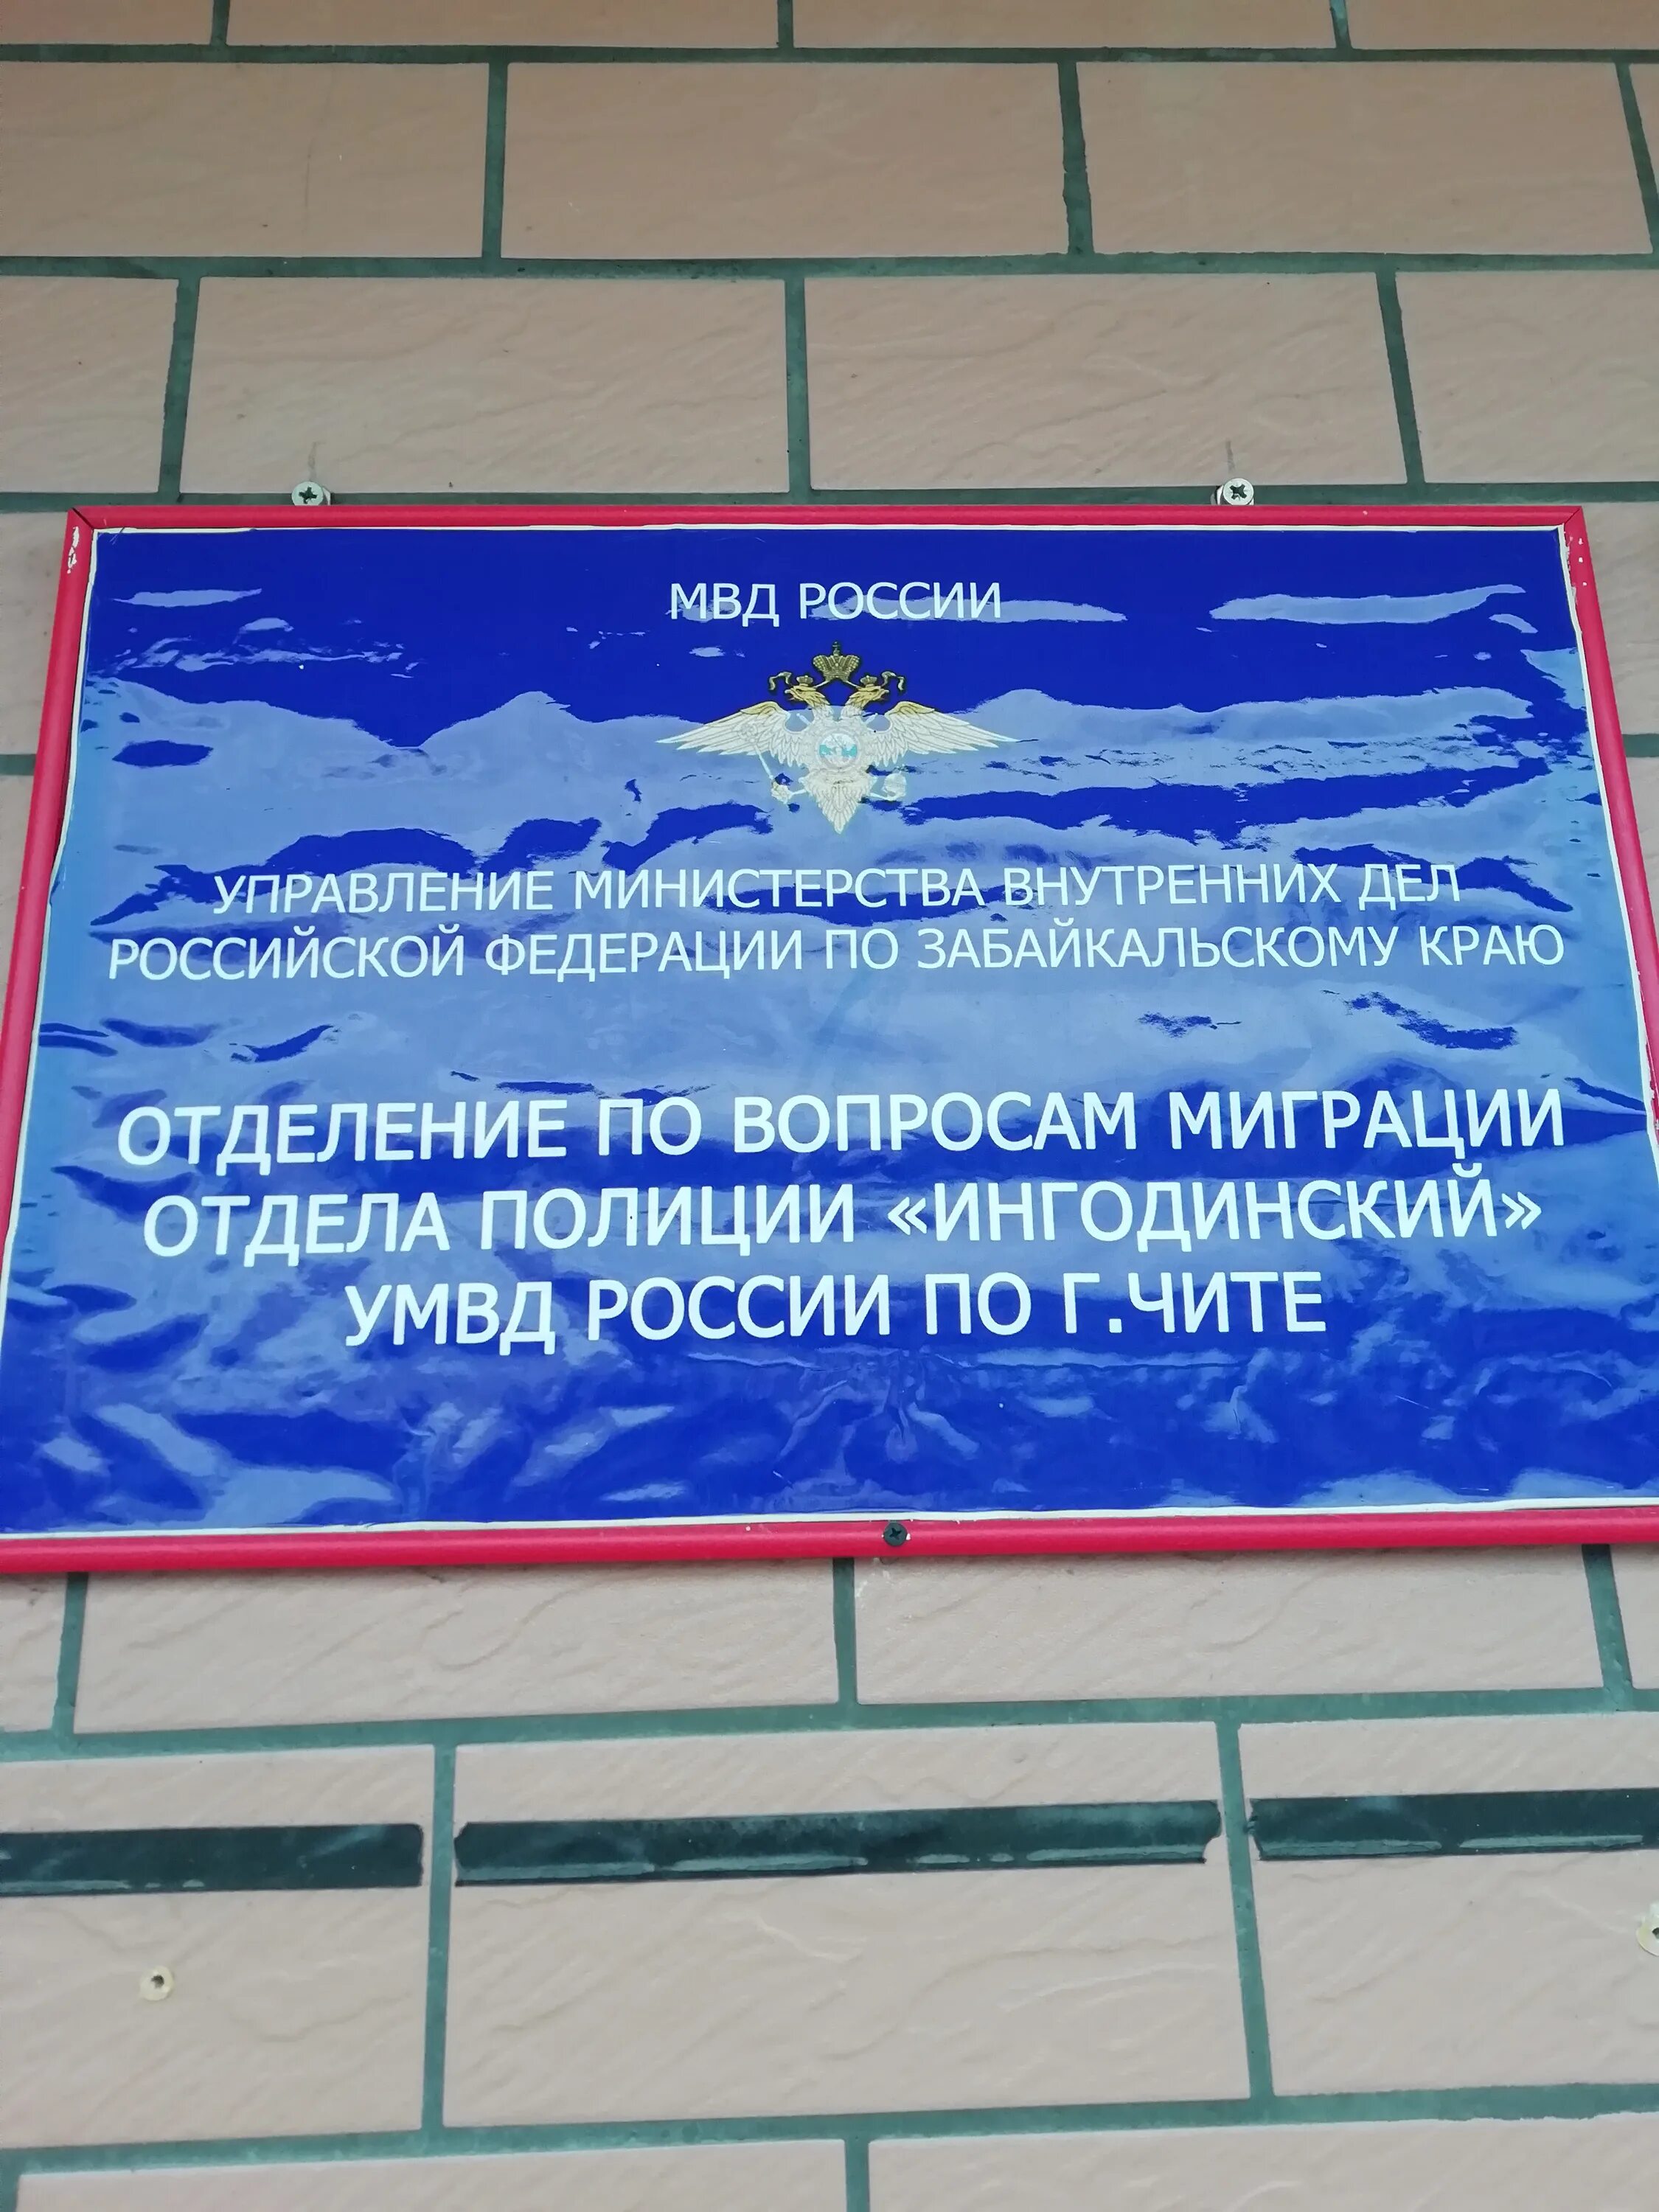 МВД РОССИИ
УПРАВЛЕНИЕ МИНИСТЕРСТВА ВНУТРЕННИХ ДЕЛ
РОССИЙСКОЙ ФЕДЕРАЦИИ ПО ЗАБАЙКАЛЬСКОМУ КРАЮ
ОТДЕЛЕНИЕ ПО ВОПРОСАМ МИГРАЦИИ
ОТДЕЛА ПОЛИЦИИ «ИНГОДИНСКИЙ»
УМВД РОССИИ ПО Г.ЧИТЕ